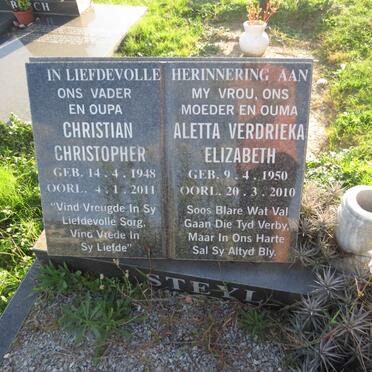 IN LIEFDEVOLLE
ONS VADER
EN OUPA
CHRISTIAN
CHRISTOPHER
GEB. 14.4.1948
OORL. 4.1.2011
"Vind Vreugde In Sy
Liefdevolle Sorg,
Vind Vrede In
Sy Liefde"
HERINNERING AAN
MY VROU, ONS
MOEDER EN OUMA
ALETTA VERDRIEKA
ELIZABETH
GEB. 9.4.1950
OORL. 20.3.2010
Soos Blare Wat Val
Gaan Die Tyd Verby,
Maar In Ons Harte
Sal Sy Altyd Bly.
STEYL